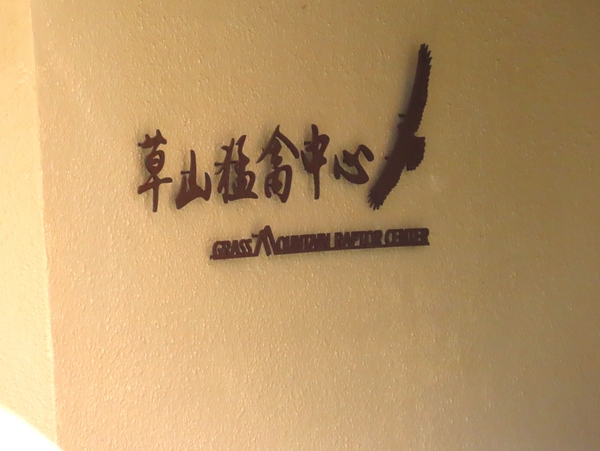 草山猛禽中心
GRASS MOUNTAIN RAPTOR CENTER